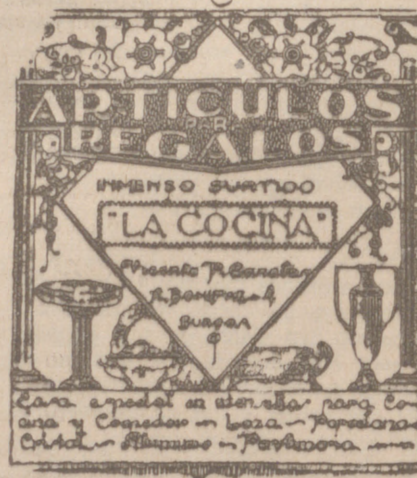 ARTICULOS
PARA
REGALOS
INMENSO SURTIDO
"LA COCINA"
Vicente P. Canales
R. BONIFAZ - 4
BURGOS
Casa especial en utensilios para Co-
cina y Comedor - Loza - Porcelana
Cristal - Aluminio - Perfumería